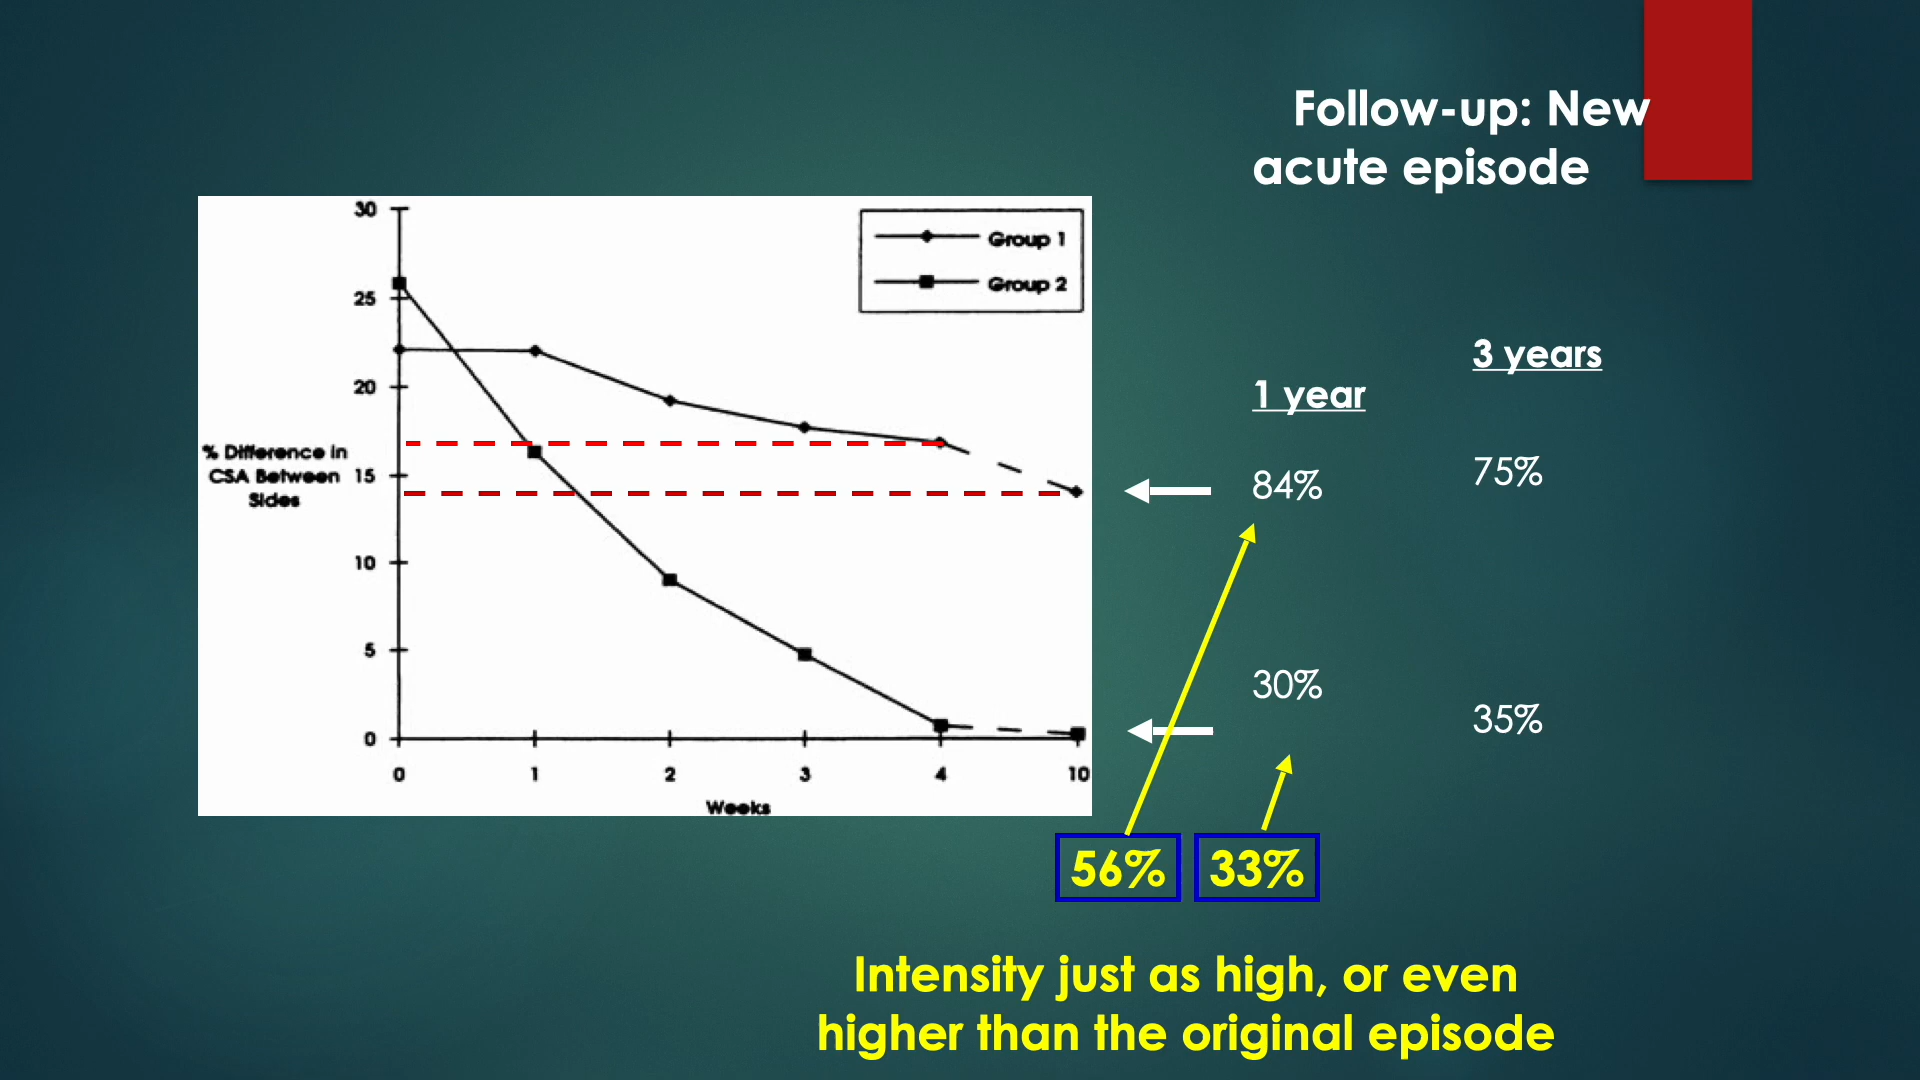 Follow-up: New
acute episode
30
25
20
15
10
5
0
% Difference in
CSA Between
Sides
Group 1
Group 2
0 1 2 3 4 10
Weeks
1 year
3 years
84%
75%
30%
35%
56% 33%
Intensity just as high, or even
higher than the original episode